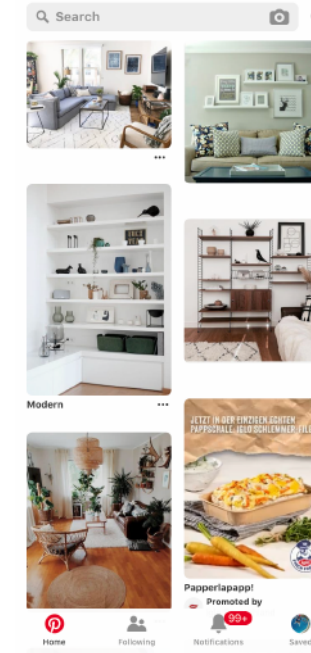 Search
Modern
JETZT IN DER EINZIGEN ECHTEN
Papperlapapp!
Promoted by
99+
Home
Following
Notifications
Saved